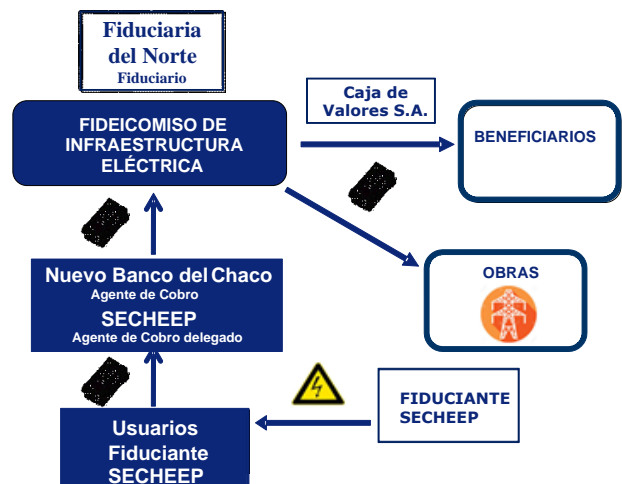 Fiduciaria
del Norte
Fiduciario
Caja de
Valores S.A.
FIDEICOMISO DE
INFRAESTRUCTURA
ELÉCTRICA
BENEFICIARIOS
Nuevo Banco del Chaco
Agente de Cobro
SECHEEP
Agente de Cobro delegado
OBRAS
FIDUCIANTE
SECHEEP
Usuarios
Fiduciante
SECHEEP